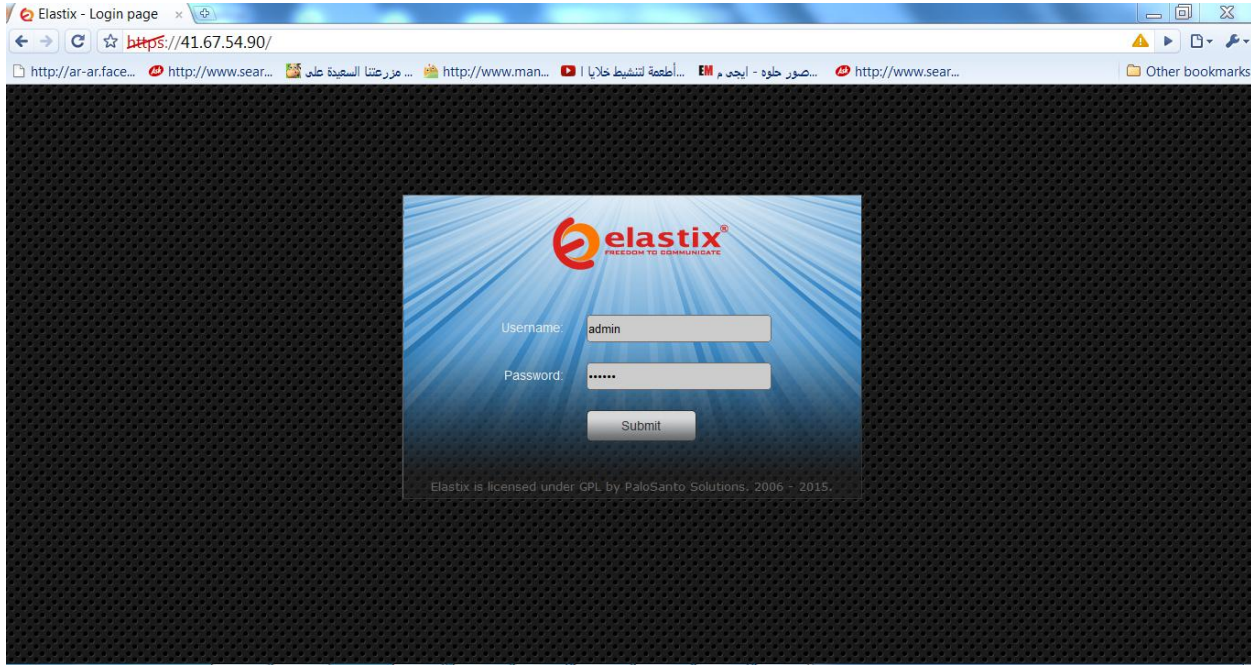 Elastix - Login page
https://41.67.54.90/
http://ar-ar.face... http://www.sear... مزرعتنا السعيدة على ... http://www.man... أطعمة لتنشيط خلايا ا... EM صور حلوه - ايجى م... http://www.sear... Other bookmarks
elastix®
FREEDOM TO COMMUNICATE
Username: admin
Password: ••••••
Submit
Elastix is licensed under GPL by PaloSanto Solutions. 2006 - 2015.